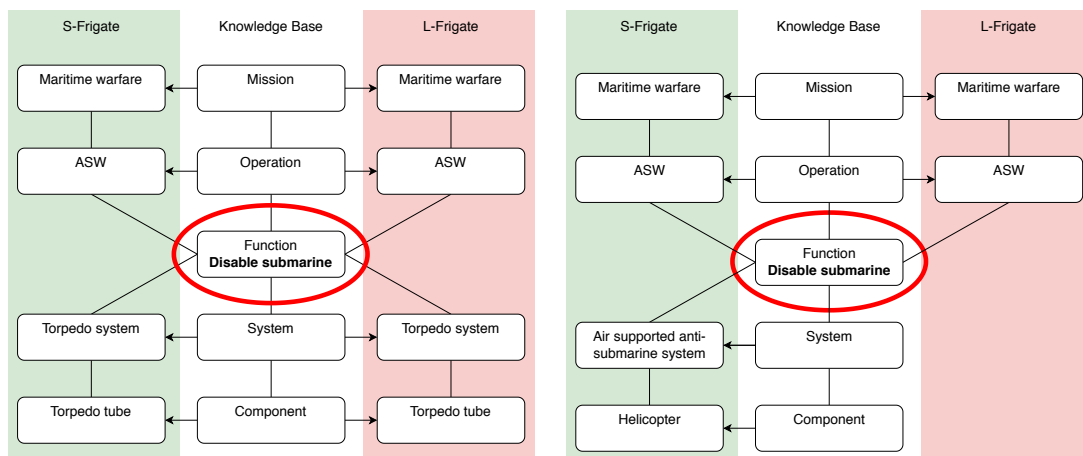 S-Frigate
Knowledge Base
L-Frigate
Maritime warfare
Mission
Maritime warfare
ASW
Operation
ASW
Function
Disable submarine
Torpedo system
System
Torpedo system
Torpedo tube
Component
Torpedo tube
S-Frigate
Knowledge Base
L-Frigate
Maritime warfare
Mission
Maritime warfare
ASW
Operation
ASW
Function
Disable submarine
Air supported anti-
submarine system
System
Helicopter
Component